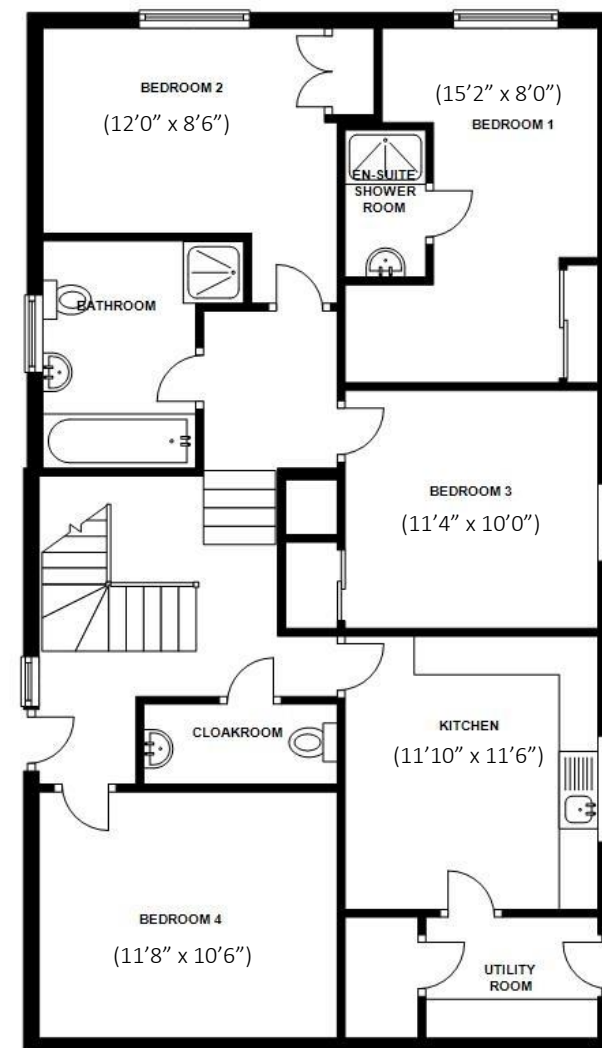 BEDROOM 2
(12’0” x 8’6”)
(15’2” x 8’0”)
BEDROOM 1
EN-SUITE
SHOWER
ROOM
BATHROOM
BEDROOM 3
(11’4” x 10’0”)
CLOAKROOM
KITCHEN
(11’10” x 11’6”)
BEDROOM 4
(11’8” x 10’6”)
UTILITY
ROOM